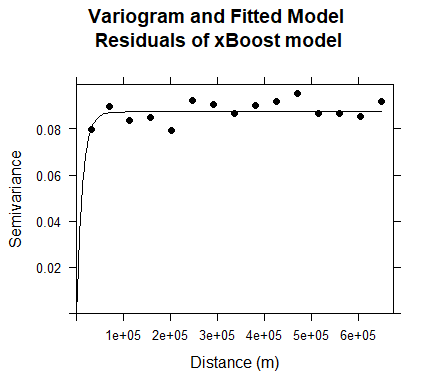 Variogram and Fitted Model
Residuals of xBoost model
Semivariance
0.08
0.06
0.04
0.02
1e+05 2e+05 3e+05 4e+05 5e+05 6e+05
Distance (m)